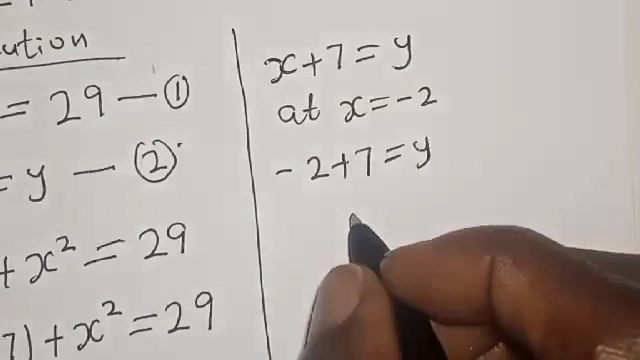 ution
= 29 — ①
= y — ②
+ x² = 29
7) + x² = 29
x + 7 = y
at x = -2
- 2 + 7 = y